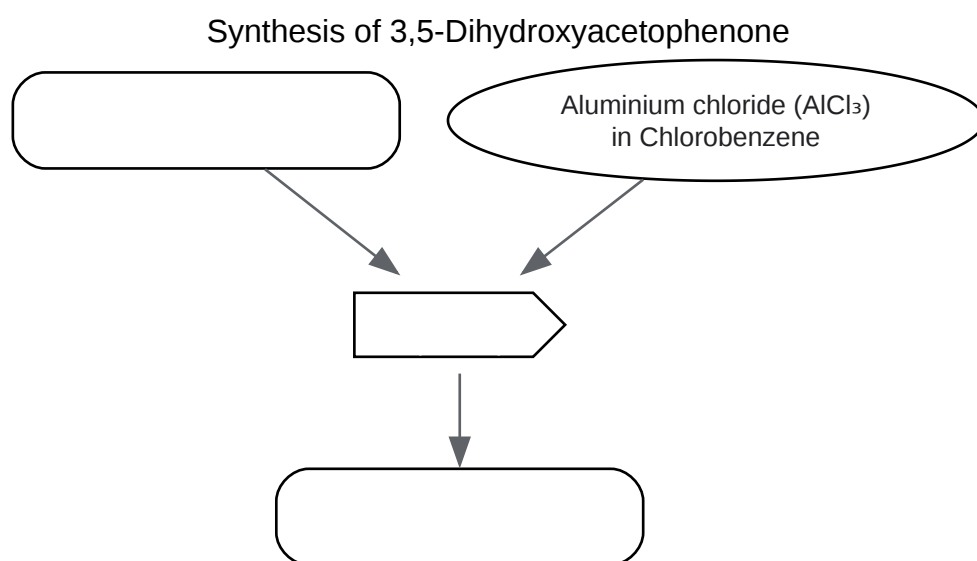 Synthesis of 3,5-Dihydroxyacetophenone
Aluminium chloride (AlCl₃)
in Chlorobenzene